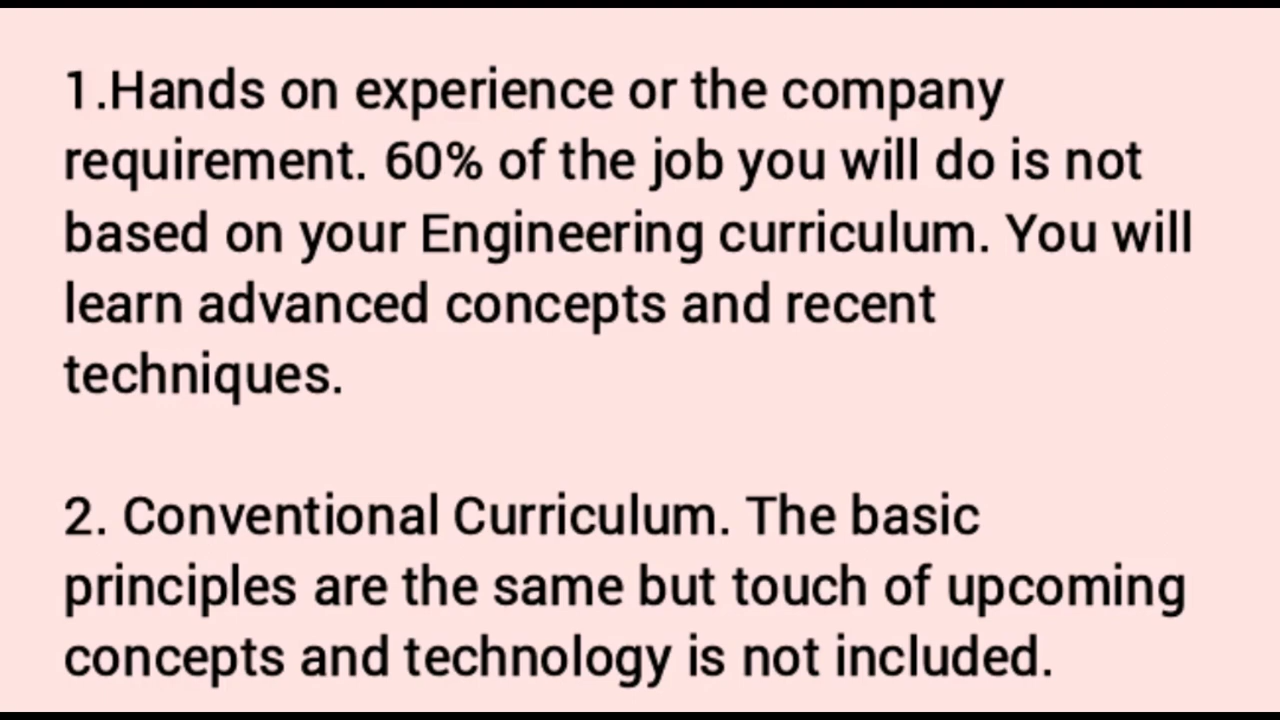 1.Hands on experience or the company
requirement. 60% of the job you will do is not
based on your Engineering curriculum. You will
learn advanced concepts and recent
techniques.
2. Conventional Curriculum. The basic
principles are the same but touch of upcoming
concepts and technology is not included.